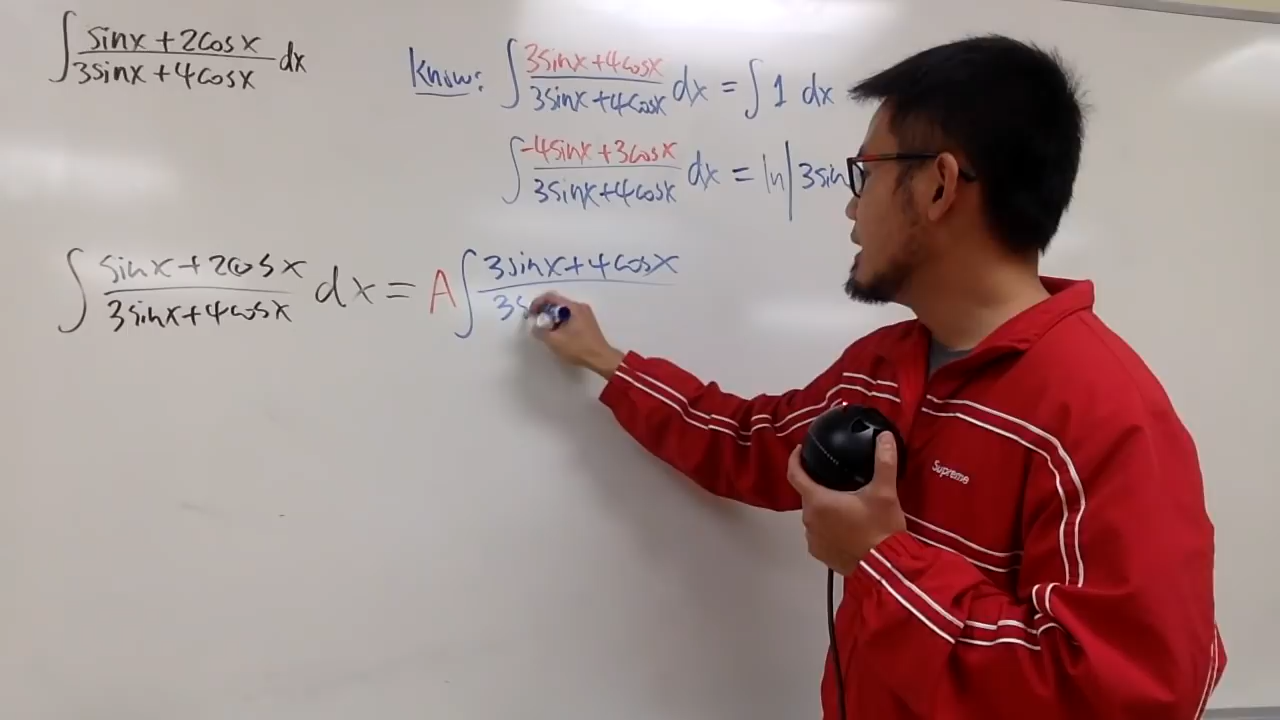 ∫ (sinx + 2cosx)/(3sinx + 4cosx) dx
Know: ∫ (3sinx+4cosx)/(3sinx+4cosx) dx = ∫ 1 dx
∫ (-4sinx+3cosx)/(3sinx+4cosx) dx = ln|3sin
∫ (sinx+2cosx)/(3sinx+4cosx) dx = A∫ (3sinx+4cosx)/(3s
Supreme